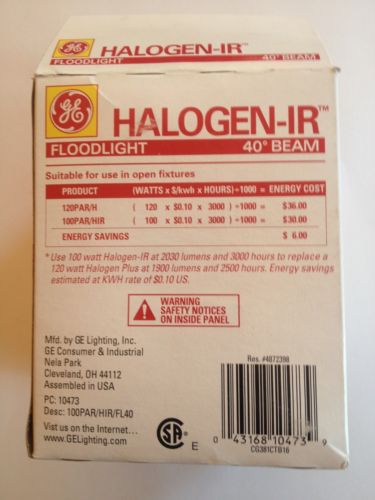 GE
HALOGEN-IR™
FLOODLIGHT 40° BEAM
GE
HALOGEN-IR™
FLOODLIGHT 40° BEAM
Suitable for use in open fixtures
PRODUCT (WATTS x $/kwh x HOURS)÷1000 = ENERGY COST
120PAR/H ( 120 x $0.10 x 3000 )÷1000= $36.00
100PAR/HIR ( 100 x $0.10 x 3000 )÷1000= $30.00
ENERGY SAVINGS $ 6.00
*Use 100 watt Halogen-IR at 2030 lumens and 3000 hours to replace a
120 watt Halogen Plus at 1900 lumens and 2500 hours. Energy savings
estimated at KWH rate of $0.10 US.
WARNING
SAFETY NOTICES
ON INSIDE PANEL
Mfd. by GE Lighting, Inc.
GE Consumer & Industrial
Nela Park
Cleveland, OH 44112
Assembled in USA
PC: 10473
Desc: 100PAR/HIR/FL40
Visit us on the Internet...
www.GELighting.com
SA
E
Res. #4872398
0 43168 10473 9
CG381CTB16